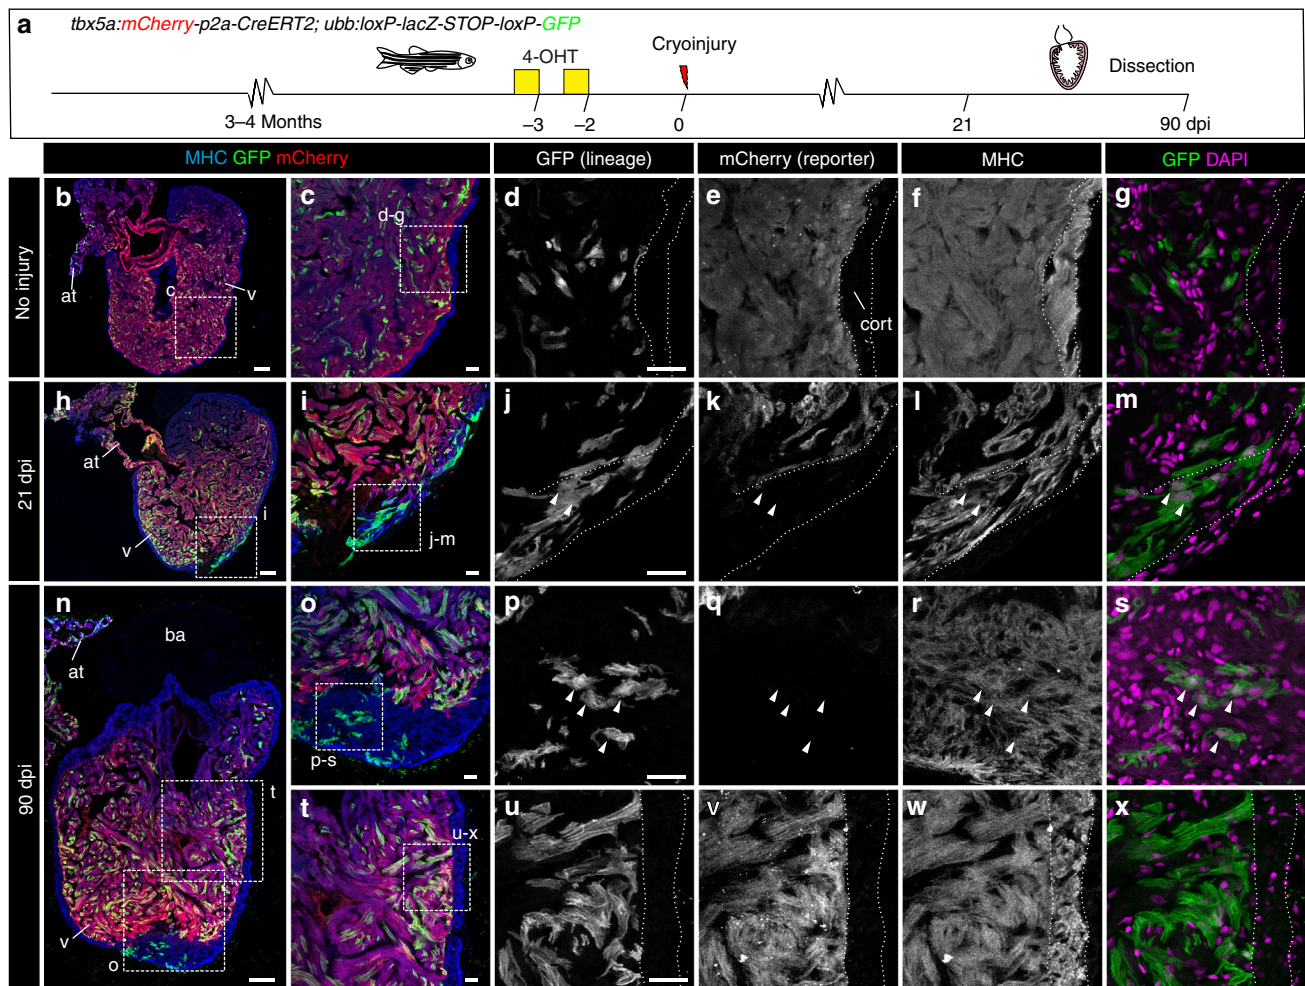 a
tbx5a:mCherry-p2a-CreERT2; ubb:loxP-lacZ-STOP-loxP-GFP
4-OHT
Cryoinjury
Dissection
3–4 Months
–3
–2
0
21
90 dpi
MHC GFP mCherry
GFP (lineage)
mCherry (reporter)
MHC
GFP DAPI
No injury
b
at
c
v
c
d-g
d
e
cort
f
g
21 dpi
h
at
v
i
i
j-m
j
k
l
m
90 dpi
n
ba
at
t
v
o
o
p-s
p
q
r
s
t
u-x
u
v
w
x